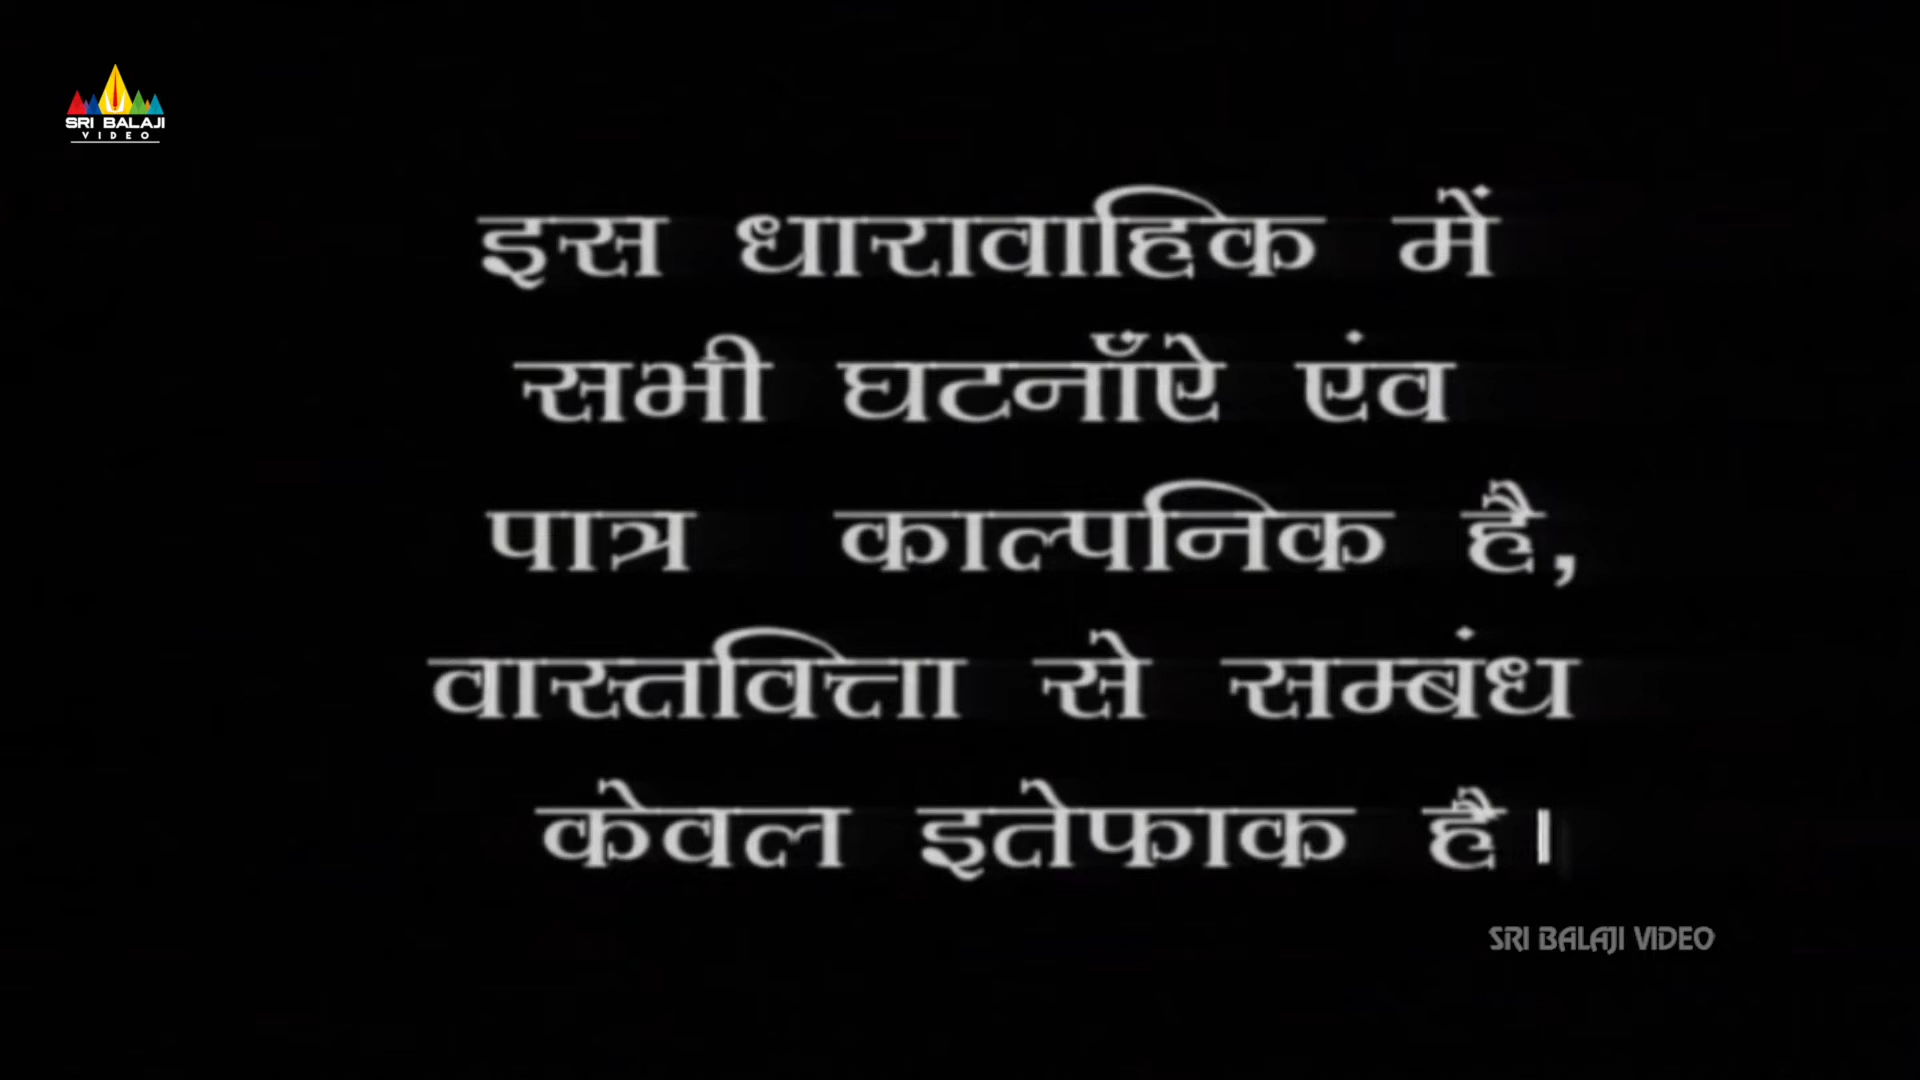 SRI BALAJI
VIDEO
इस धारावाहिक में
सभी घटनाँऐ एंव
पात्र काल्पनिक है,
वास्तवित्ता से सम्बंध
केवल इतेफाक है।
SRI BALAJI VIDEO